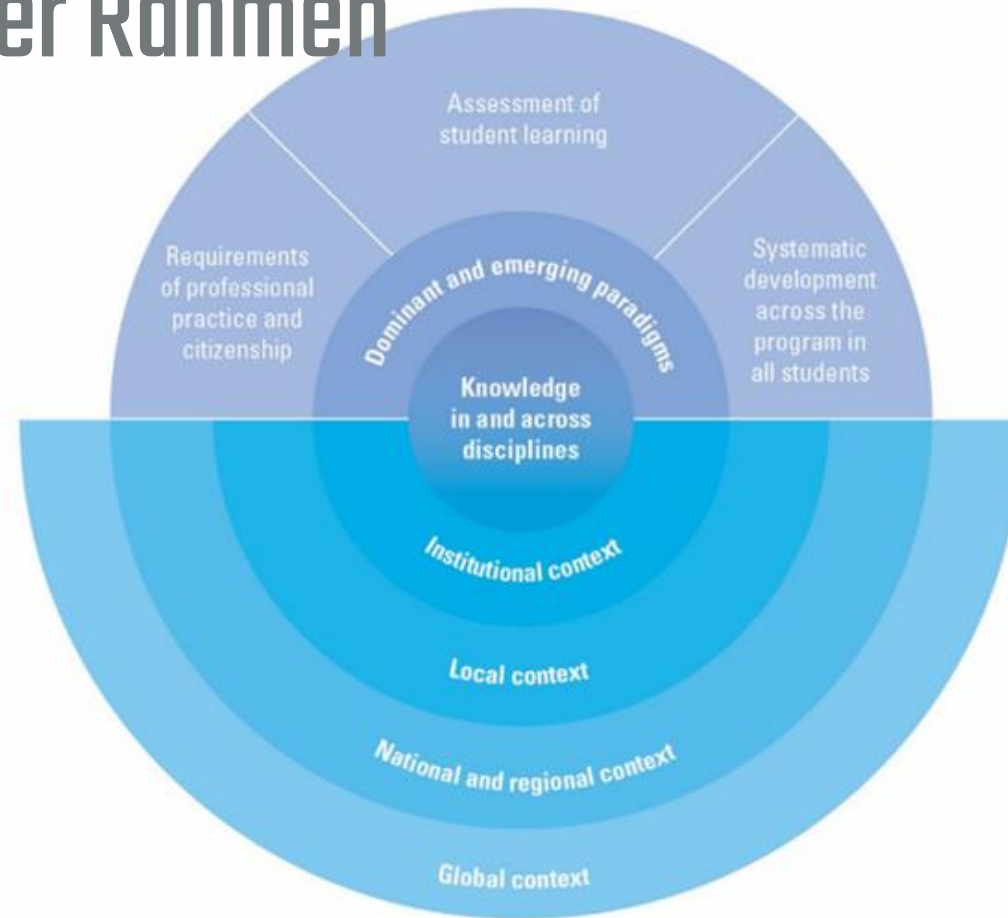 er Rahmen
Assessment of
student learning
Requirements
of professional
practice and
citizenship
Systematic
development
across the
program in
all students
Dominant and emerging paradigms
Knowledge
in and across
disciplines
Institutional context
Local context
National and regional context
Global context